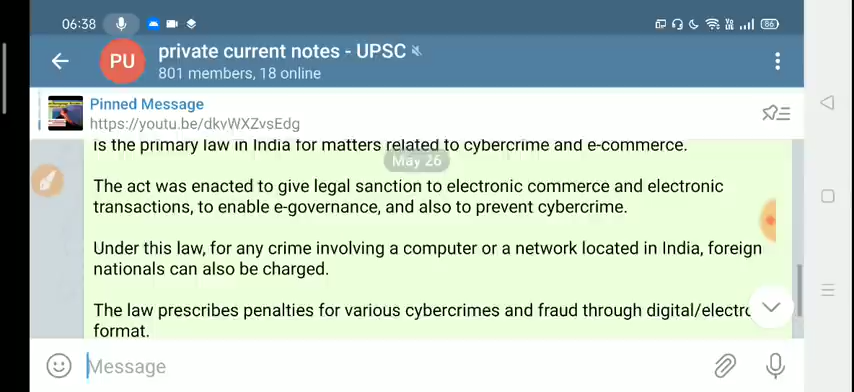 06:38
86
PU
private current notes - UPSC
801 members, 18 online
Pinned Message
https://youtu.be/dkvWXZvsEdg
is the primary law in India for matters related to cybercrime and e-commerce.
May 26
The act was enacted to give legal sanction to electronic commerce and electronic
transactions, to enable e-governance, and also to prevent cybercrime.
Under this law, for any crime involving a computer or a network located in India, foreign
nationals can also be charged.
The law prescribes penalties for various cybercrimes and fraud through digital/electro
format.
Message